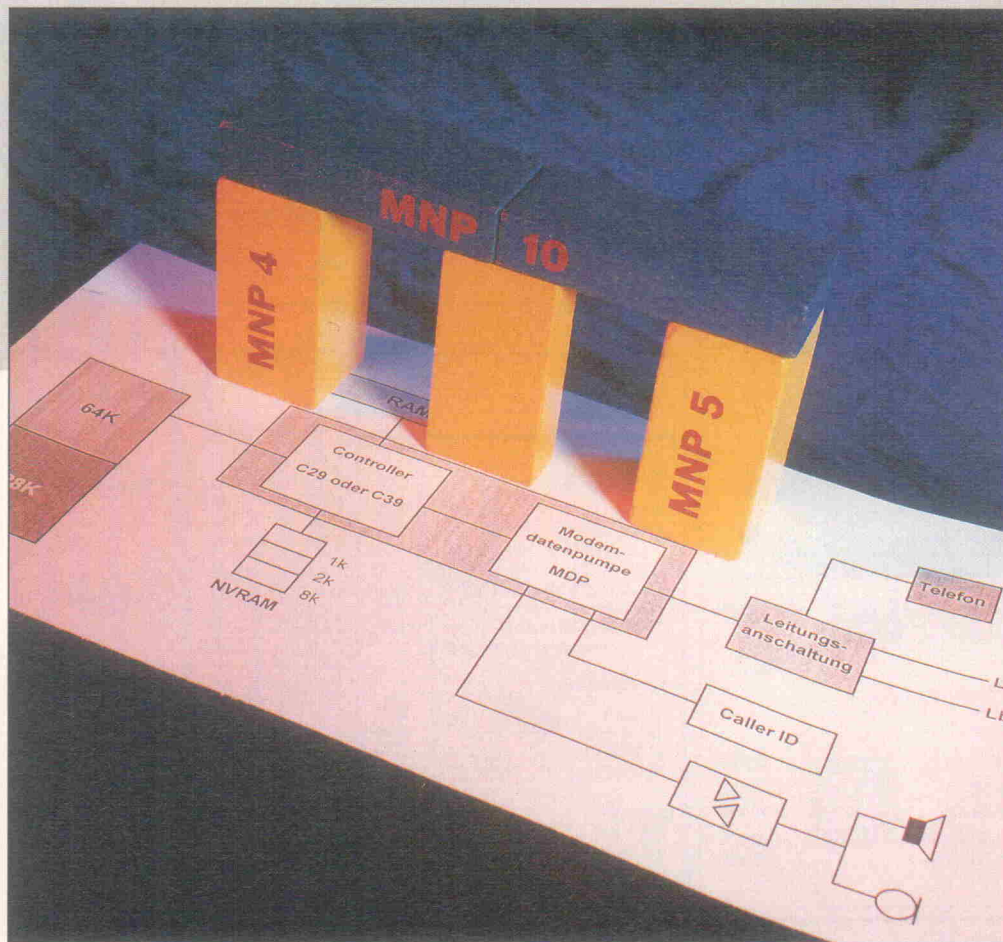 MNP 10
MNP 4
MNP 5
64K
RAM
Controller
C29 oder C39
1k
2k
8k
NVRAM
Modem-
datenpumpe
MDP
Telefon
Leitungs-
anschaltung
Caller ID